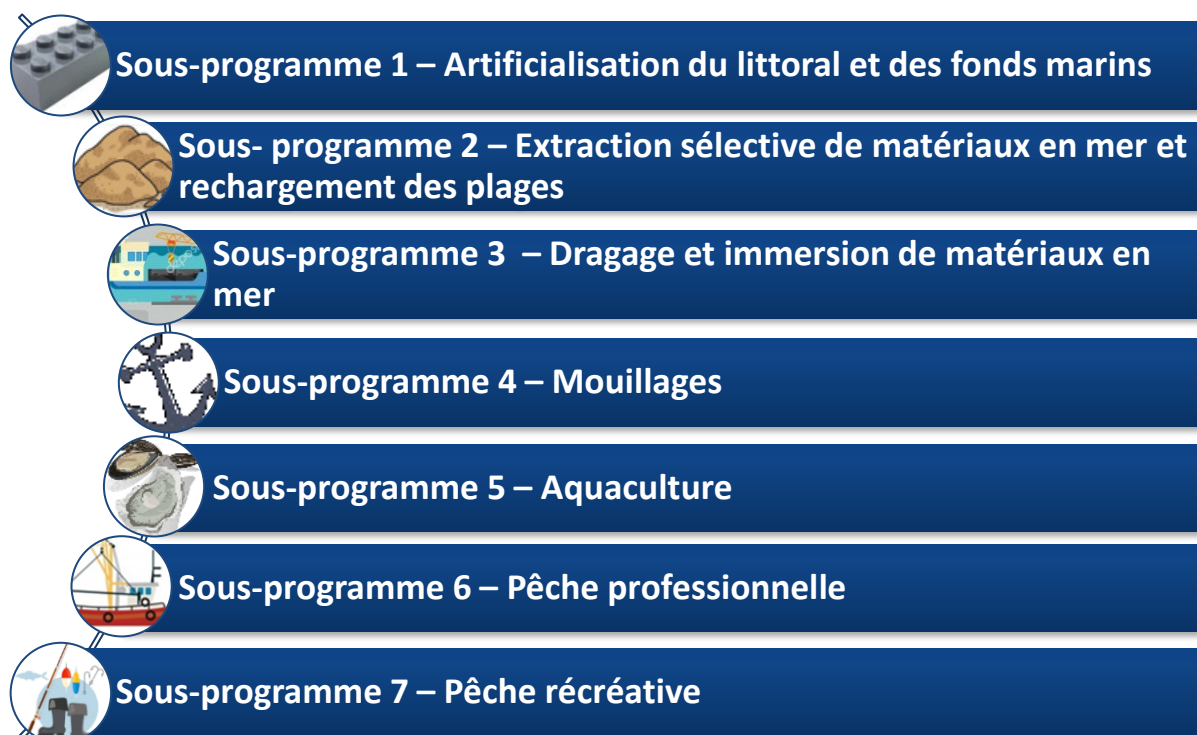 Sous-programme 1 – Artificialisation du littoral et des fonds marins
Sous- programme 2 – Extraction sélective de matériaux en mer et
rechargement des plages
Sous-programme 3 – Dragage et immersion de matériaux en
mer
Sous-programme 4 – Mouillages
Sous-programme 5 – Aquaculture
Sous-programme 6 – Pêche professionnelle
Sous-programme 7 – Pêche récréative